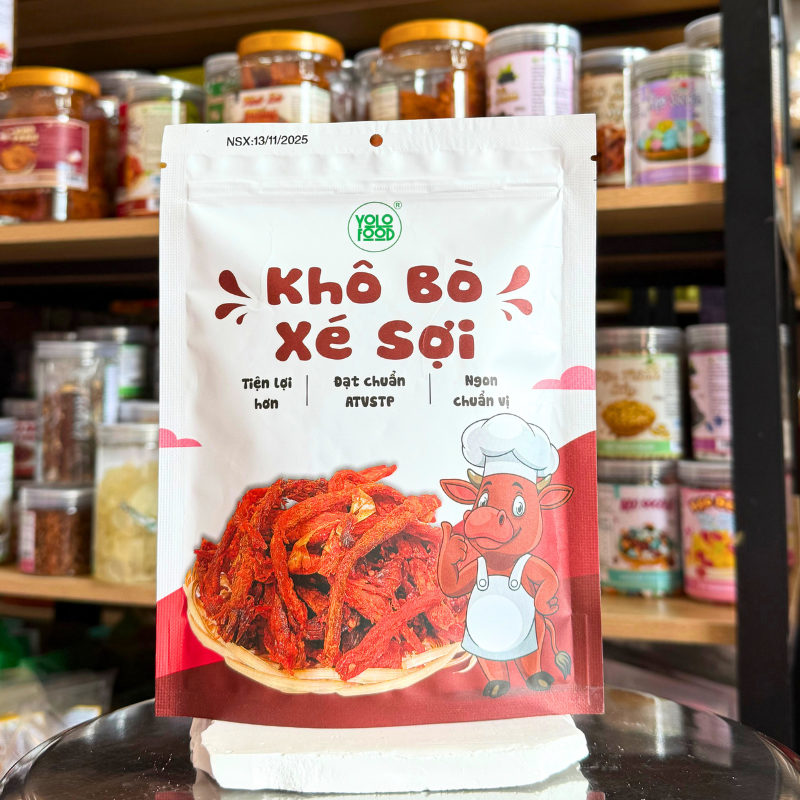 NSX:13/11/2025
YOLO
FOOD
®
Khô Bò
Xé Sợi
Tiện lợi
hơn
Đạt chuẩn
ATVSTP
Ngon
chuẩn vị